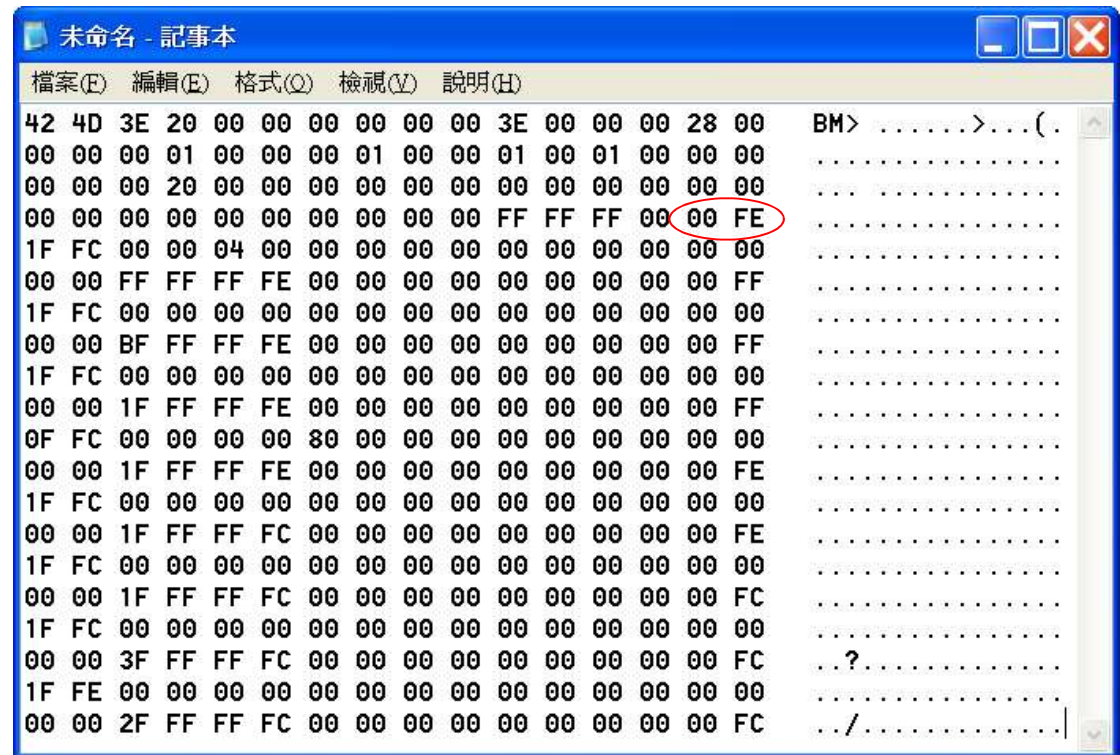 未命名 - 記事本
檔案(F) 編輯(E) 格式(O) 檢視(V) 說明(H)
42 4D 3E 20 00 00 00 00 00 00 3E 00 00 00 28 00 BM> ......>...(.
00 00 00 01 00 00 00 01 00 00 01 00 01 00 00 00 ................
00 00 00 20 00 00 00 00 00 00 00 00 00 00 00 00 ... ............
00 00 00 00 00 00 00 00 00 00 FF FF FF 00 00 FE ................
1F FC 00 00 04 00 00 00 00 00 00 00 00 00 00 00 ................
00 00 FF FF FF FE 00 00 00 00 00 00 00 00 00 FF ................
1F FC 00 00 00 00 00 00 00 00 00 00 00 00 00 00 ................
00 00 BF FF FF FE 00 00 00 00 00 00 00 00 00 FF ................
1F FC 00 00 00 00 00 00 00 00 00 00 00 00 00 00 ................
00 00 1F FF FF FE 00 00 00 00 00 00 00 00 00 FF ................
0F FC 00 00 00 00 80 00 00 00 00 00 00 00 00 00 ................
00 00 1F FF FF FE 00 00 00 00 00 00 00 00 00 FE ................
1F FC 00 00 00 00 00 00 00 00 00 00 00 00 00 00 ................
00 00 1F FF FF FC 00 00 00 00 00 00 00 00 00 FE ................
1F FC 00 00 00 00 00 00 00 00 00 00 00 00 00 00 ................
00 00 1F FF FF FC 00 00 00 00 00 00 00 00 00 FC ................
1F FC 00 00 00 00 00 00 00 00 00 00 00 00 00 00 ................
00 00 3F FF FF FC 00 00 00 00 00 00 00 00 00 FC ..?.............
1F FE 00 00 00 00 00 00 00 00 00 00 00 00 00 00 ................
00 00 2F FF FF FC 00 00 00 00 00 00 00 00 00 FC ../.............